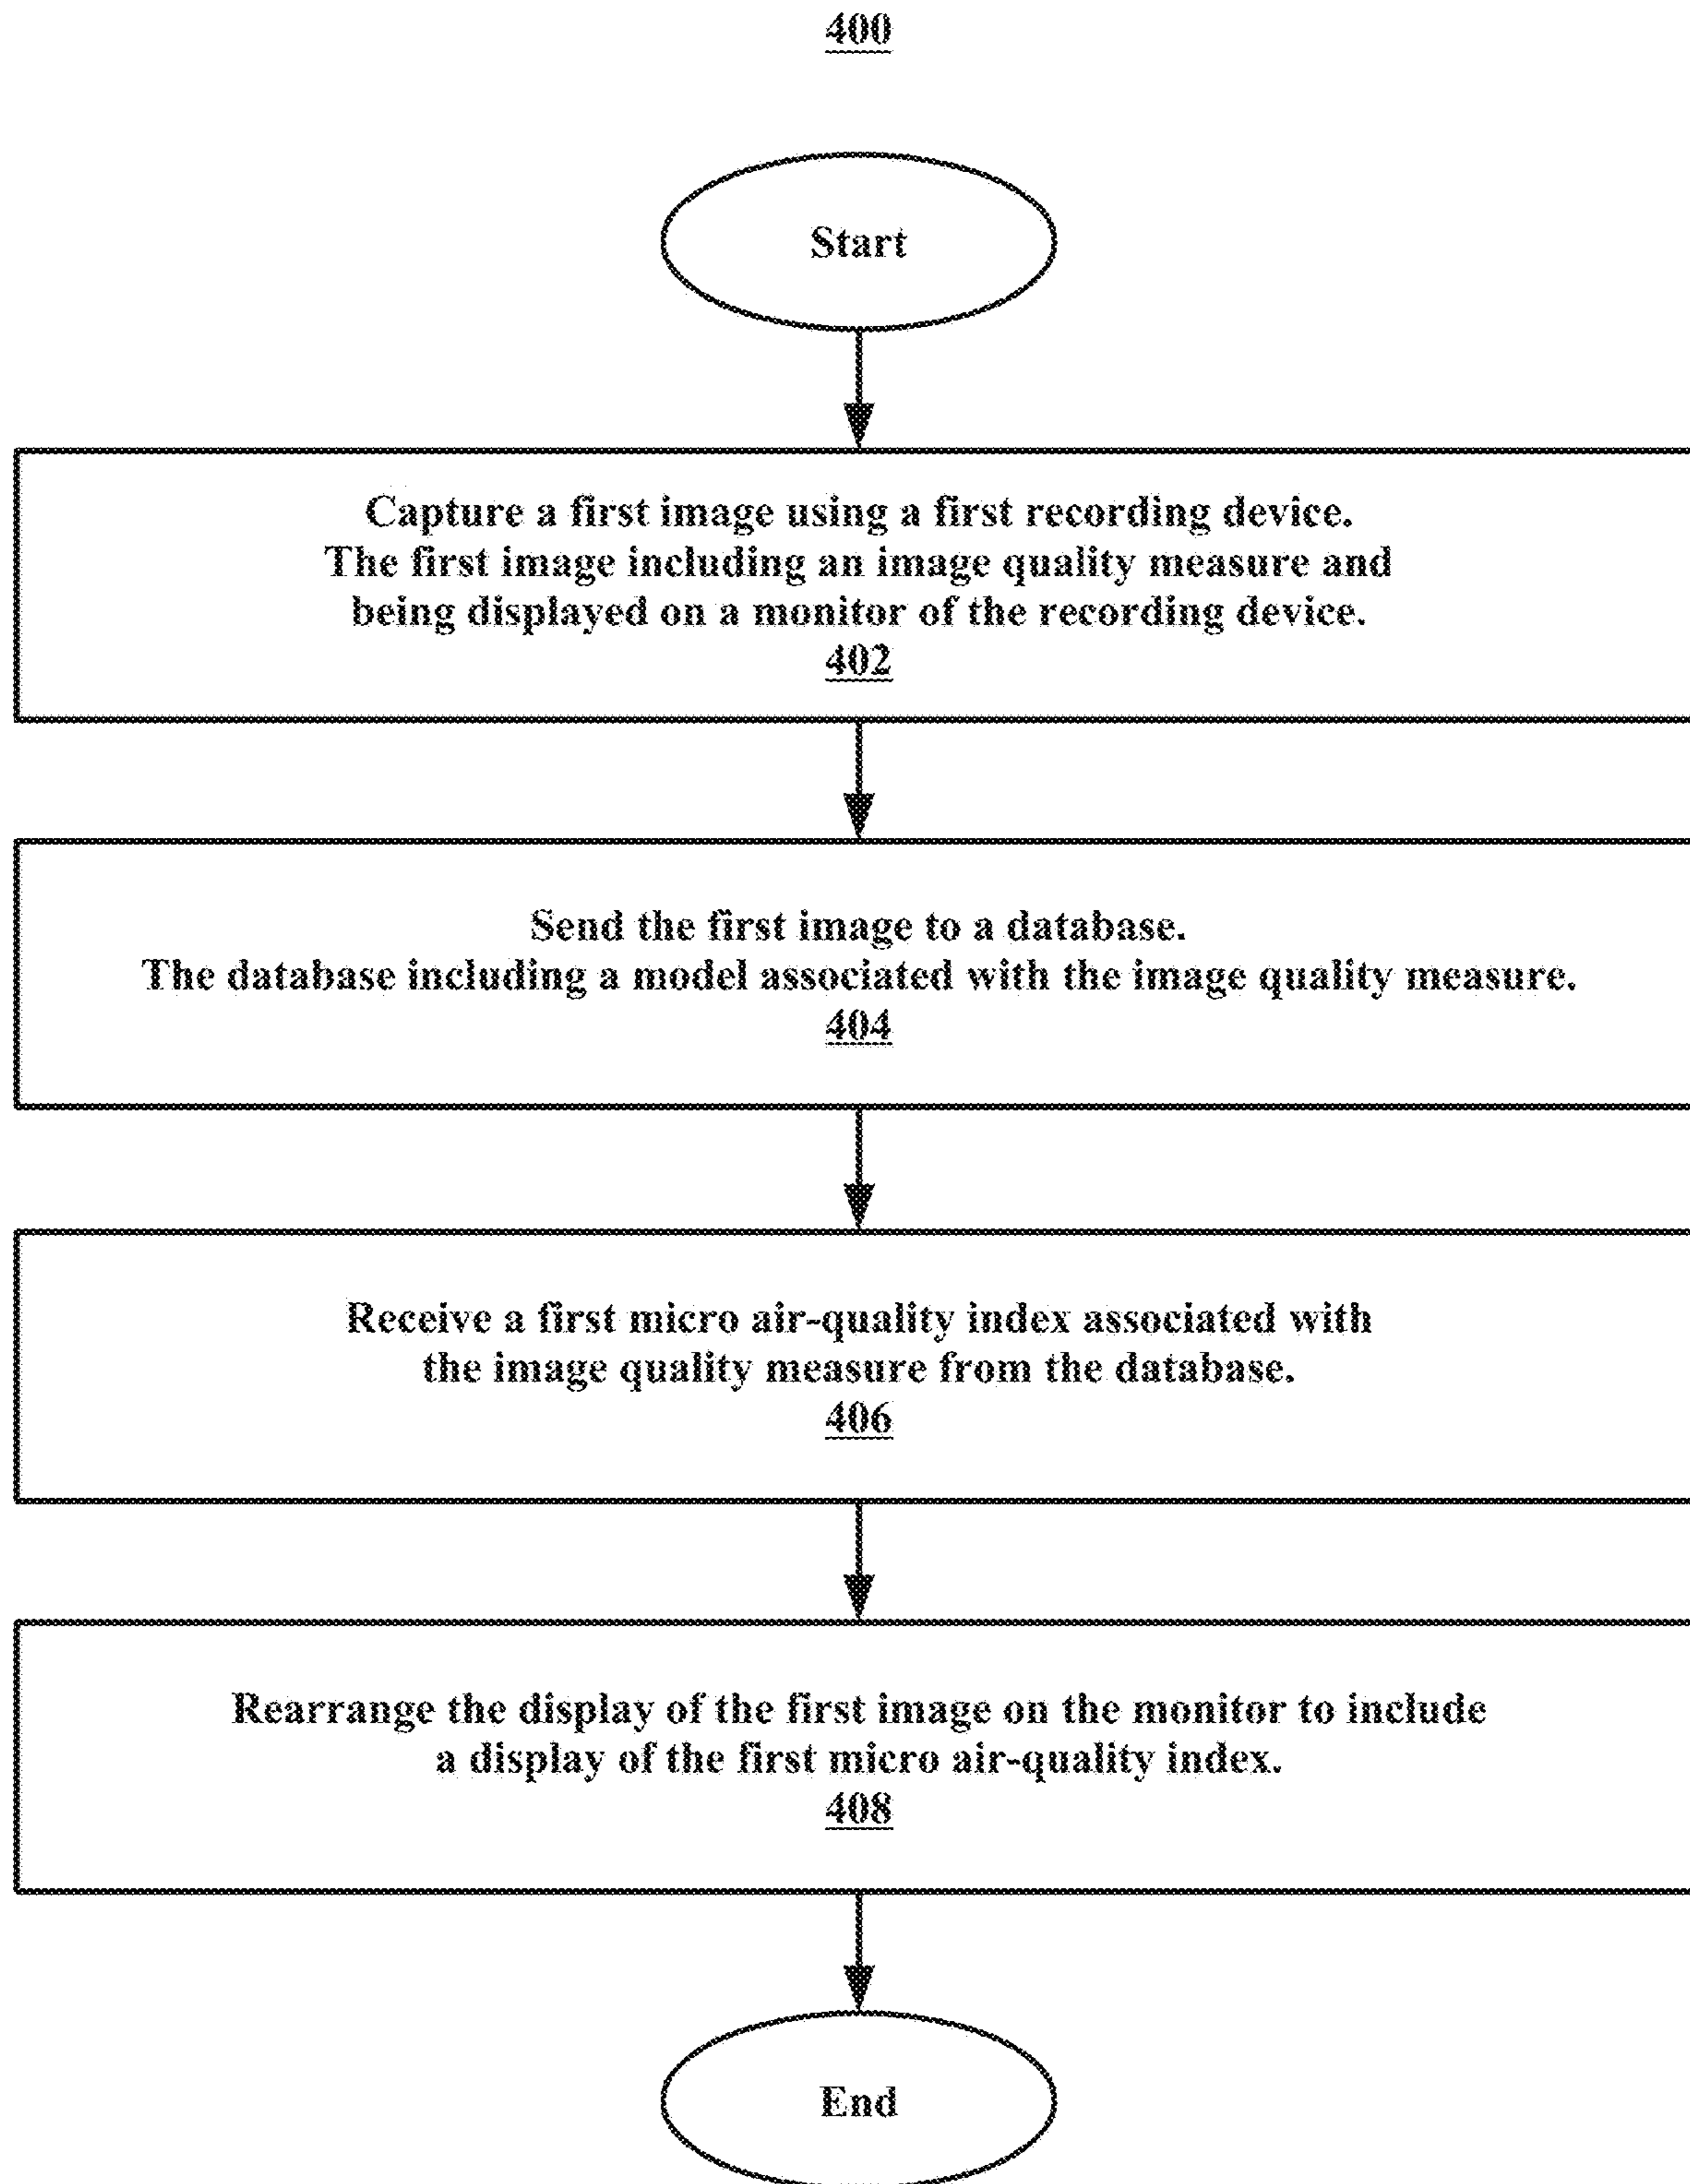 400
Start
Capture a first image using a first recording device.
The first image including an image quality measure and
being displayed on a monitor of the recording device.
402
Send the first image to a database.
The database including a model associated with the image quality measure.
404
Receive a first micro air-quality index associated with
the image quality measure from the database.
406
Rearrange the display of the first image on the monitor to include
a display of the first micro air-quality index.
408
End